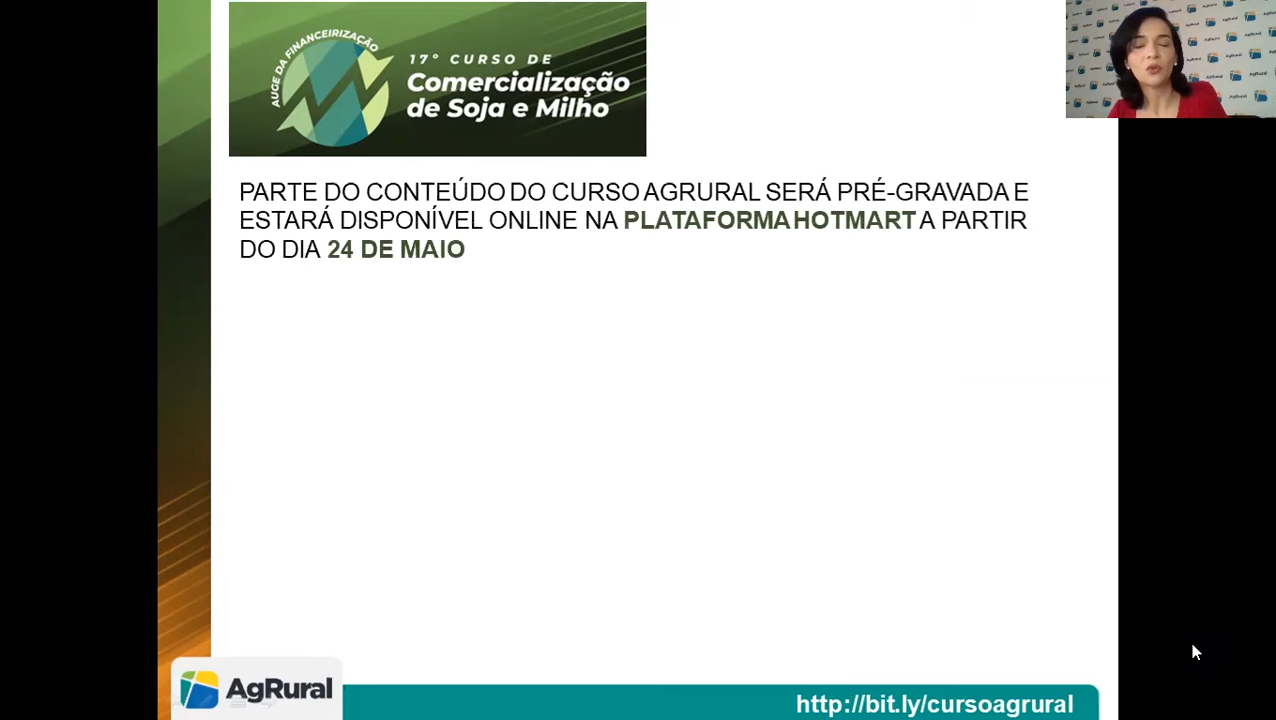 AUGE DA FINANCEIRIZAÇÃO
17º CURSO DE
Comercialização
de Soja e Milho
PARTE DO CONTEÚDO DO CURSO AGRURAL SERÁ PRÉ-GRAVADA E
ESTARÁ DISPONÍVEL ONLINE NA PLATAFORMA HOTMART A PARTIR
DO DIA 24 DE MAIO
AgRural
http://bit.ly/cursoagrural